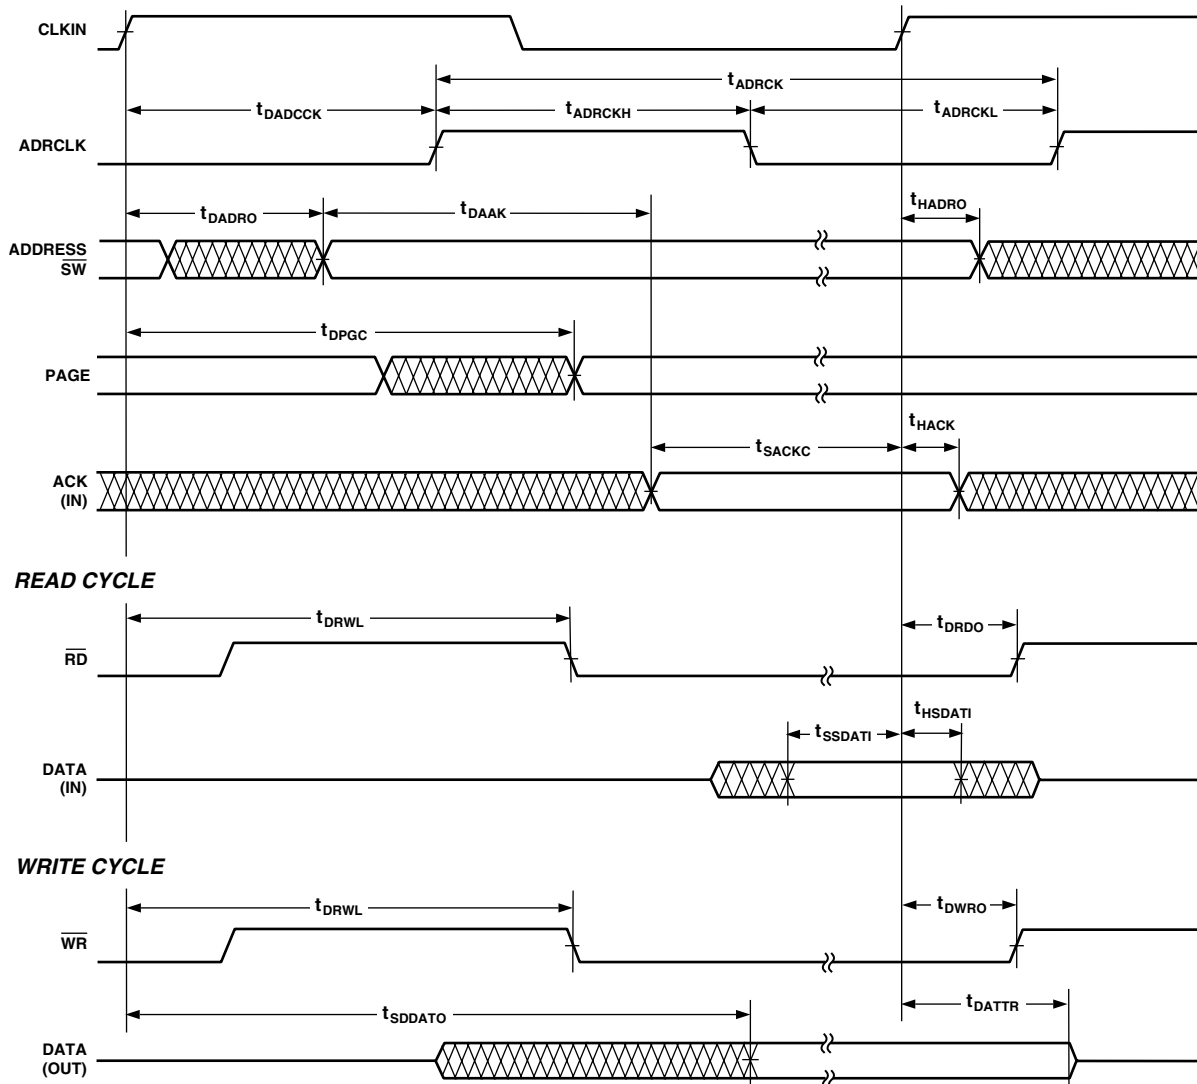 CLKIN
tADRCK
tDADCCK
tADRCKH
tADRCKL
ADRCLK
tDADRO
tDAAK
tHADRO
ADDRESS
SW
tDPGC
PAGE
tSACKC
tHACK
ACK
(IN)
READ CYCLE
tDRWL
tDRDO
RD
tSSDATI
tHSDATI
DATA
(IN)
WRITE CYCLE
tDRWL
tDWRO
WR
tSDDATO
tDATTR
DATA
(OUT)